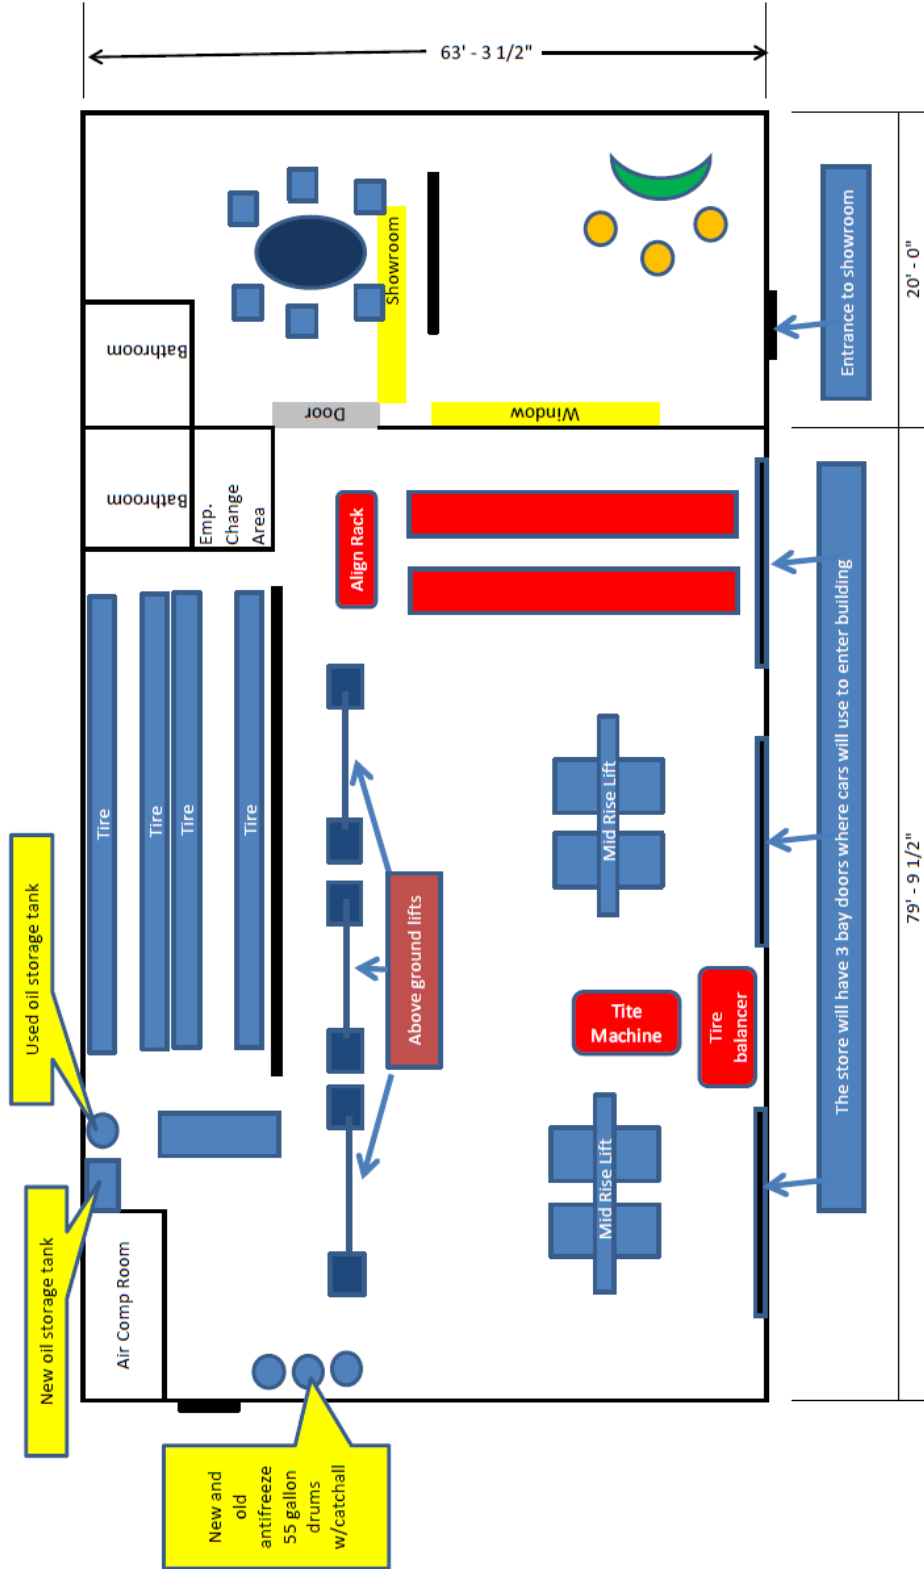 63' - 3 1/2"
Bathroom
Showroom
Entrance to showroom
20' - 0"
Door
Window
Bathroom
Emp.
Change
Area
Align Rack
Tire
Tire
Tire
Tire
Used oil storage tank
New oil storage tank
Air Comp Room
Above ground lifts
Mid Rise Lift
Tite
Machine
Tire
balancer
Mid Rise Lift
The store will have 3 bay doors where cars will use to enter building
79' - 9 1/2"
New and
old
antifreeze
55 gallon
drums
w/catchall